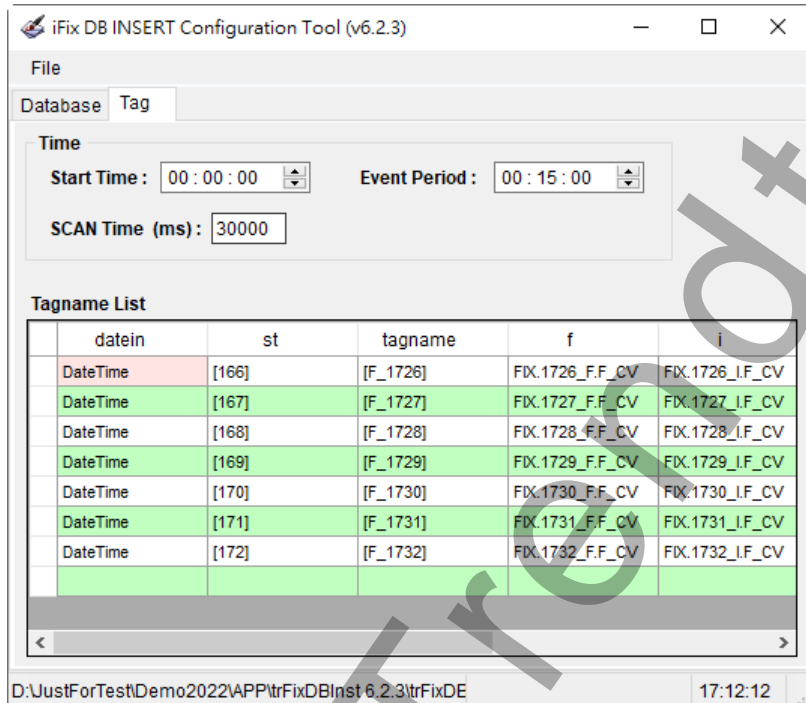 iFix DB INSERT Configuration Tool (v6.2.3)
File
Database Tag
Time
Start Time : 00 : 00 : 00 Event Period : 00 : 15 : 00
SCAN Time (ms) : 30000
Tagname List
datein st tagname f i
DateTime [166] [F_1726] FIX.1726_F.F_CV FIX.1726_I.F_CV
DateTime [167] [F_1727] FIX.1727_F.F_CV FIX.1727_I.F_CV
DateTime [168] [F_1728] FIX.1728_F.F_CV FIX.1728_I.F_CV
DateTime [169] [F_1729] FIX.1729_F.F_CV FIX.1729_I.F_CV
DateTime [170] [F_1730] FIX.1730_F.F_CV FIX.1730_I.F_CV
DateTime [171] [F_1731] FIX.1731_F.F_CV FIX.1731_I.F_CV
DateTime [172] [F_1732] FIX.1732_F.F_CV FIX.1732_I.F_CV
D:\JustForTest\Demo2022\APP\trFixDBInst 6.2.3\trFixDE 17:12:12
Trendt